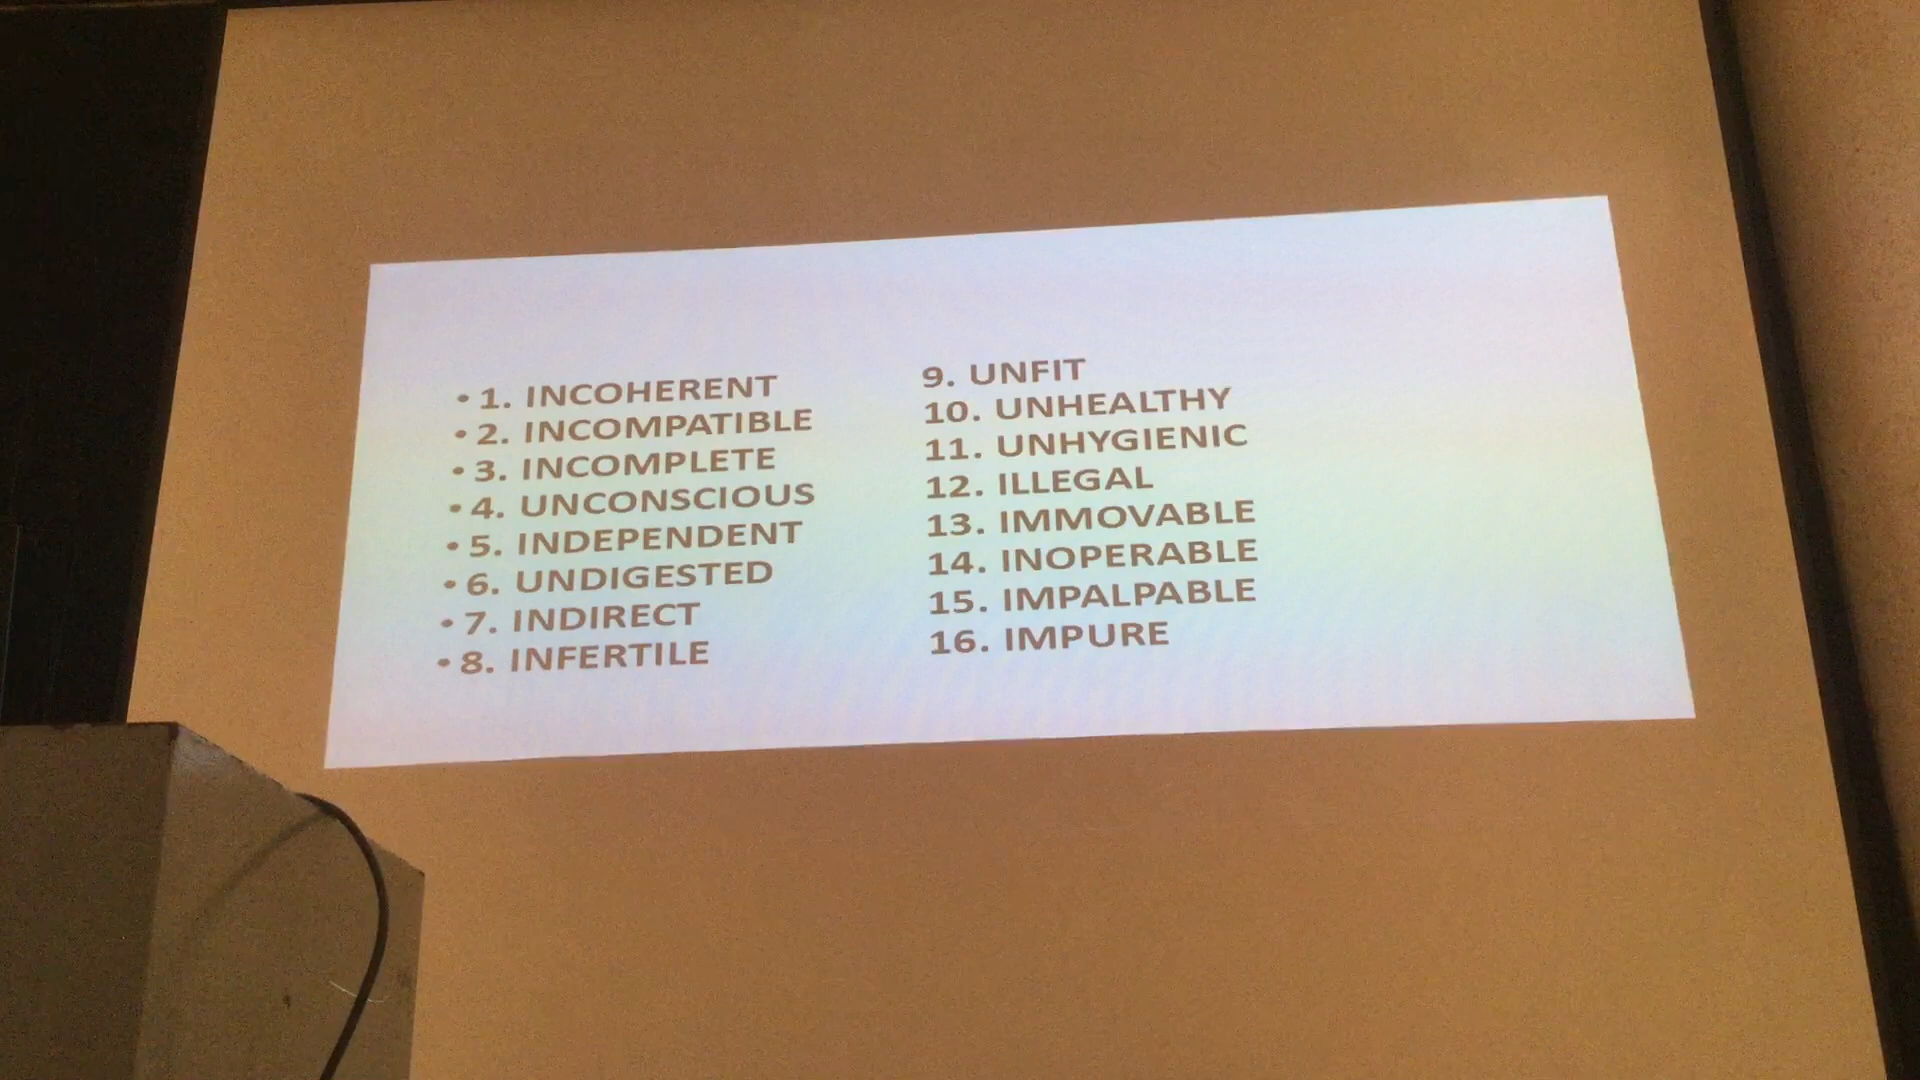 • 1. INCOHERENT
• 2. INCOMPATIBLE
• 3. INCOMPLETE
• 4. UNCONSCIOUS
• 5. INDEPENDENT
• 6. UNDIGESTED
• 7. INDIRECT
• 8. INFERTILE
9. UNFIT
10. UNHEALTHY
11. UNHYGIENIC
12. ILLEGAL
13. IMMOVABLE
14. INOPERABLE
15. IMPALPABLE
16. IMPURE